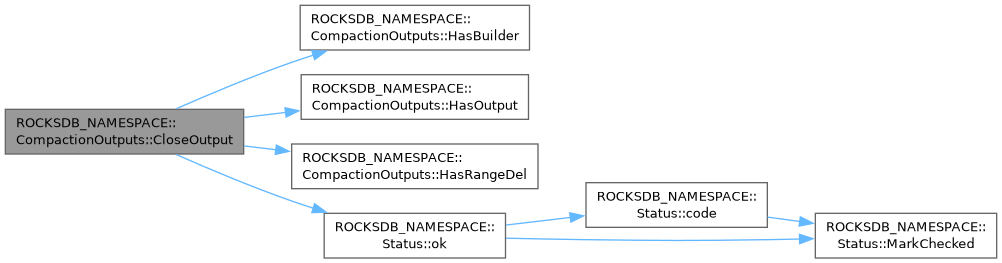 ROCKSDB_NAMESPACE::
CompactionOutputs::CloseOutput
ROCKSDB_NAMESPACE::
CompactionOutputs::HasBuilder
ROCKSDB_NAMESPACE::
CompactionOutputs::HasOutput
ROCKSDB_NAMESPACE::
CompactionOutputs::HasRangeDel
ROCKSDB_NAMESPACE::
Status::ok
ROCKSDB_NAMESPACE::
Status::code
ROCKSDB_NAMESPACE::
Status::MarkChecked